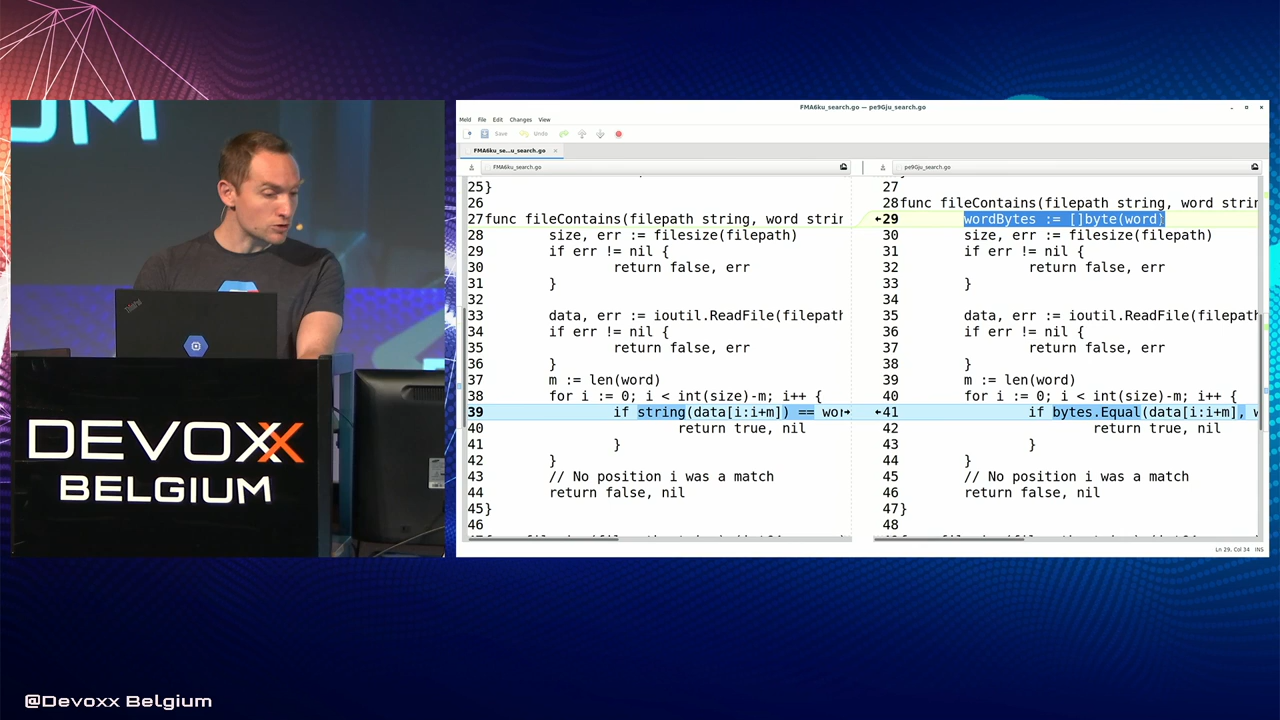 UM
ThinkPad
DEVOXX
BELGIUM
FMA6ku_search.go — pe9Gju_search.go
Meld File Edit Changes View
Save Undo
FMA6ku_se...u_search.go
FMA6ku_search.go
25}
26
27func fileContains(filepath string, word strin
28 size, err := filesize(filepath)
29 if err != nil {
30 return false, err
31 }
32
33 data, err := ioutil.ReadFile(filepath
34 if err != nil {
35 return false, err
36 }
37 m := len(word)
38 for i := 0; i < int(size)-m; i++ {
39 if string(data[i:i+m]) == wor
40 return true, nil
41 }
42 }
43 // No position i was a match
44 return false, nil
45}
46
pe9Gju_search.go
27
28func fileContains(filepath string, word strin
29 wordBytes := []byte(word)
30 size, err := filesize(filepath)
31 if err != nil {
32 return false, err
33 }
34
35 data, err := ioutil.ReadFile(filepath
36 if err != nil {
37 return false, err
38 }
39 m := len(word)
40 for i := 0; i < int(size)-m; i++ {
41 if bytes.Equal(data[i:i+m], w
42 return true, nil
43 }
44 }
45 // No position i was a match
46 return false, nil
47}
48
Ln 29, Col 34 INS
@Devoxx Belgium